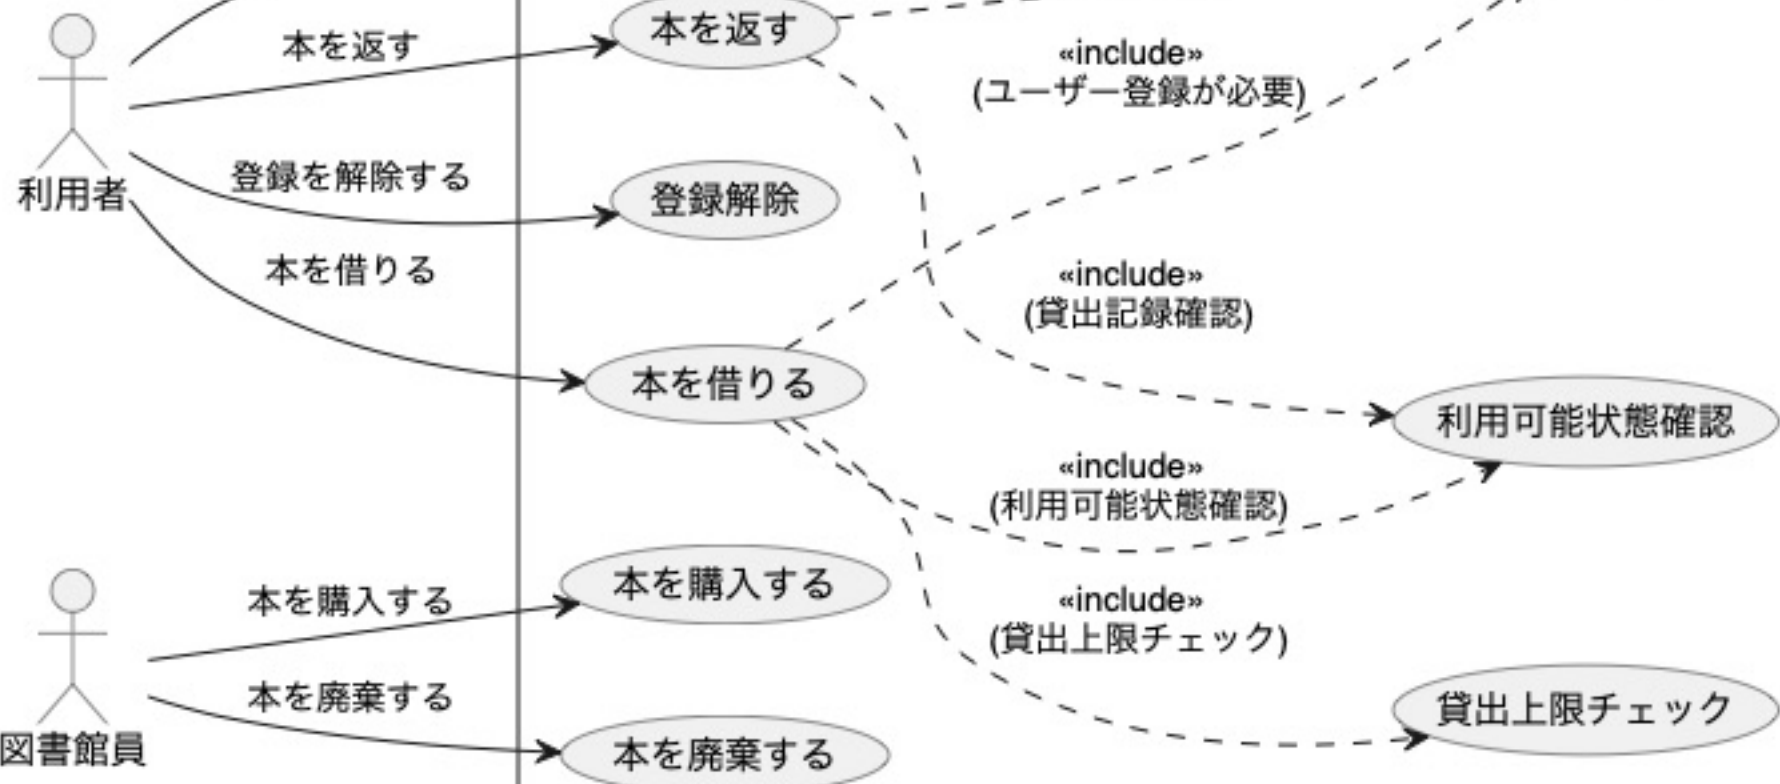 本を返す
本を返す
«include»
(ユーザー登録が必要)
登録を解除する
利用者
登録解除
本を借りる
«include»
(貸出記録確認)
本を借りる
利用可能状態確認
«include»
(利用可能状態確認)
本を購入する
本を購入する
«include»
(貸出上限チェック)
本を廃棄する
貸出上限チェック
図書館員
本を廃棄する